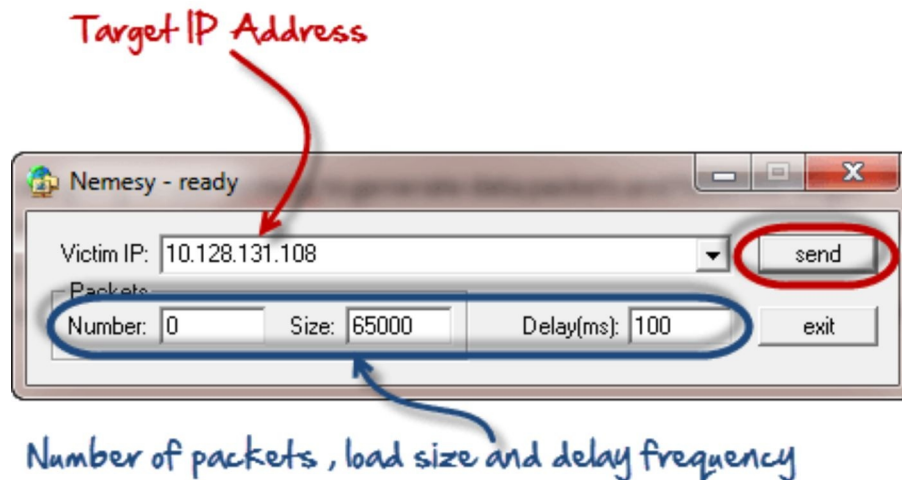 Target IP Address
Nemesy - ready
Victim IP: 10.128.131.108 send
Packets
Number: 0 Size: 65000 Delay(ms): 100 exit
Number of packets , load size and delay frequency